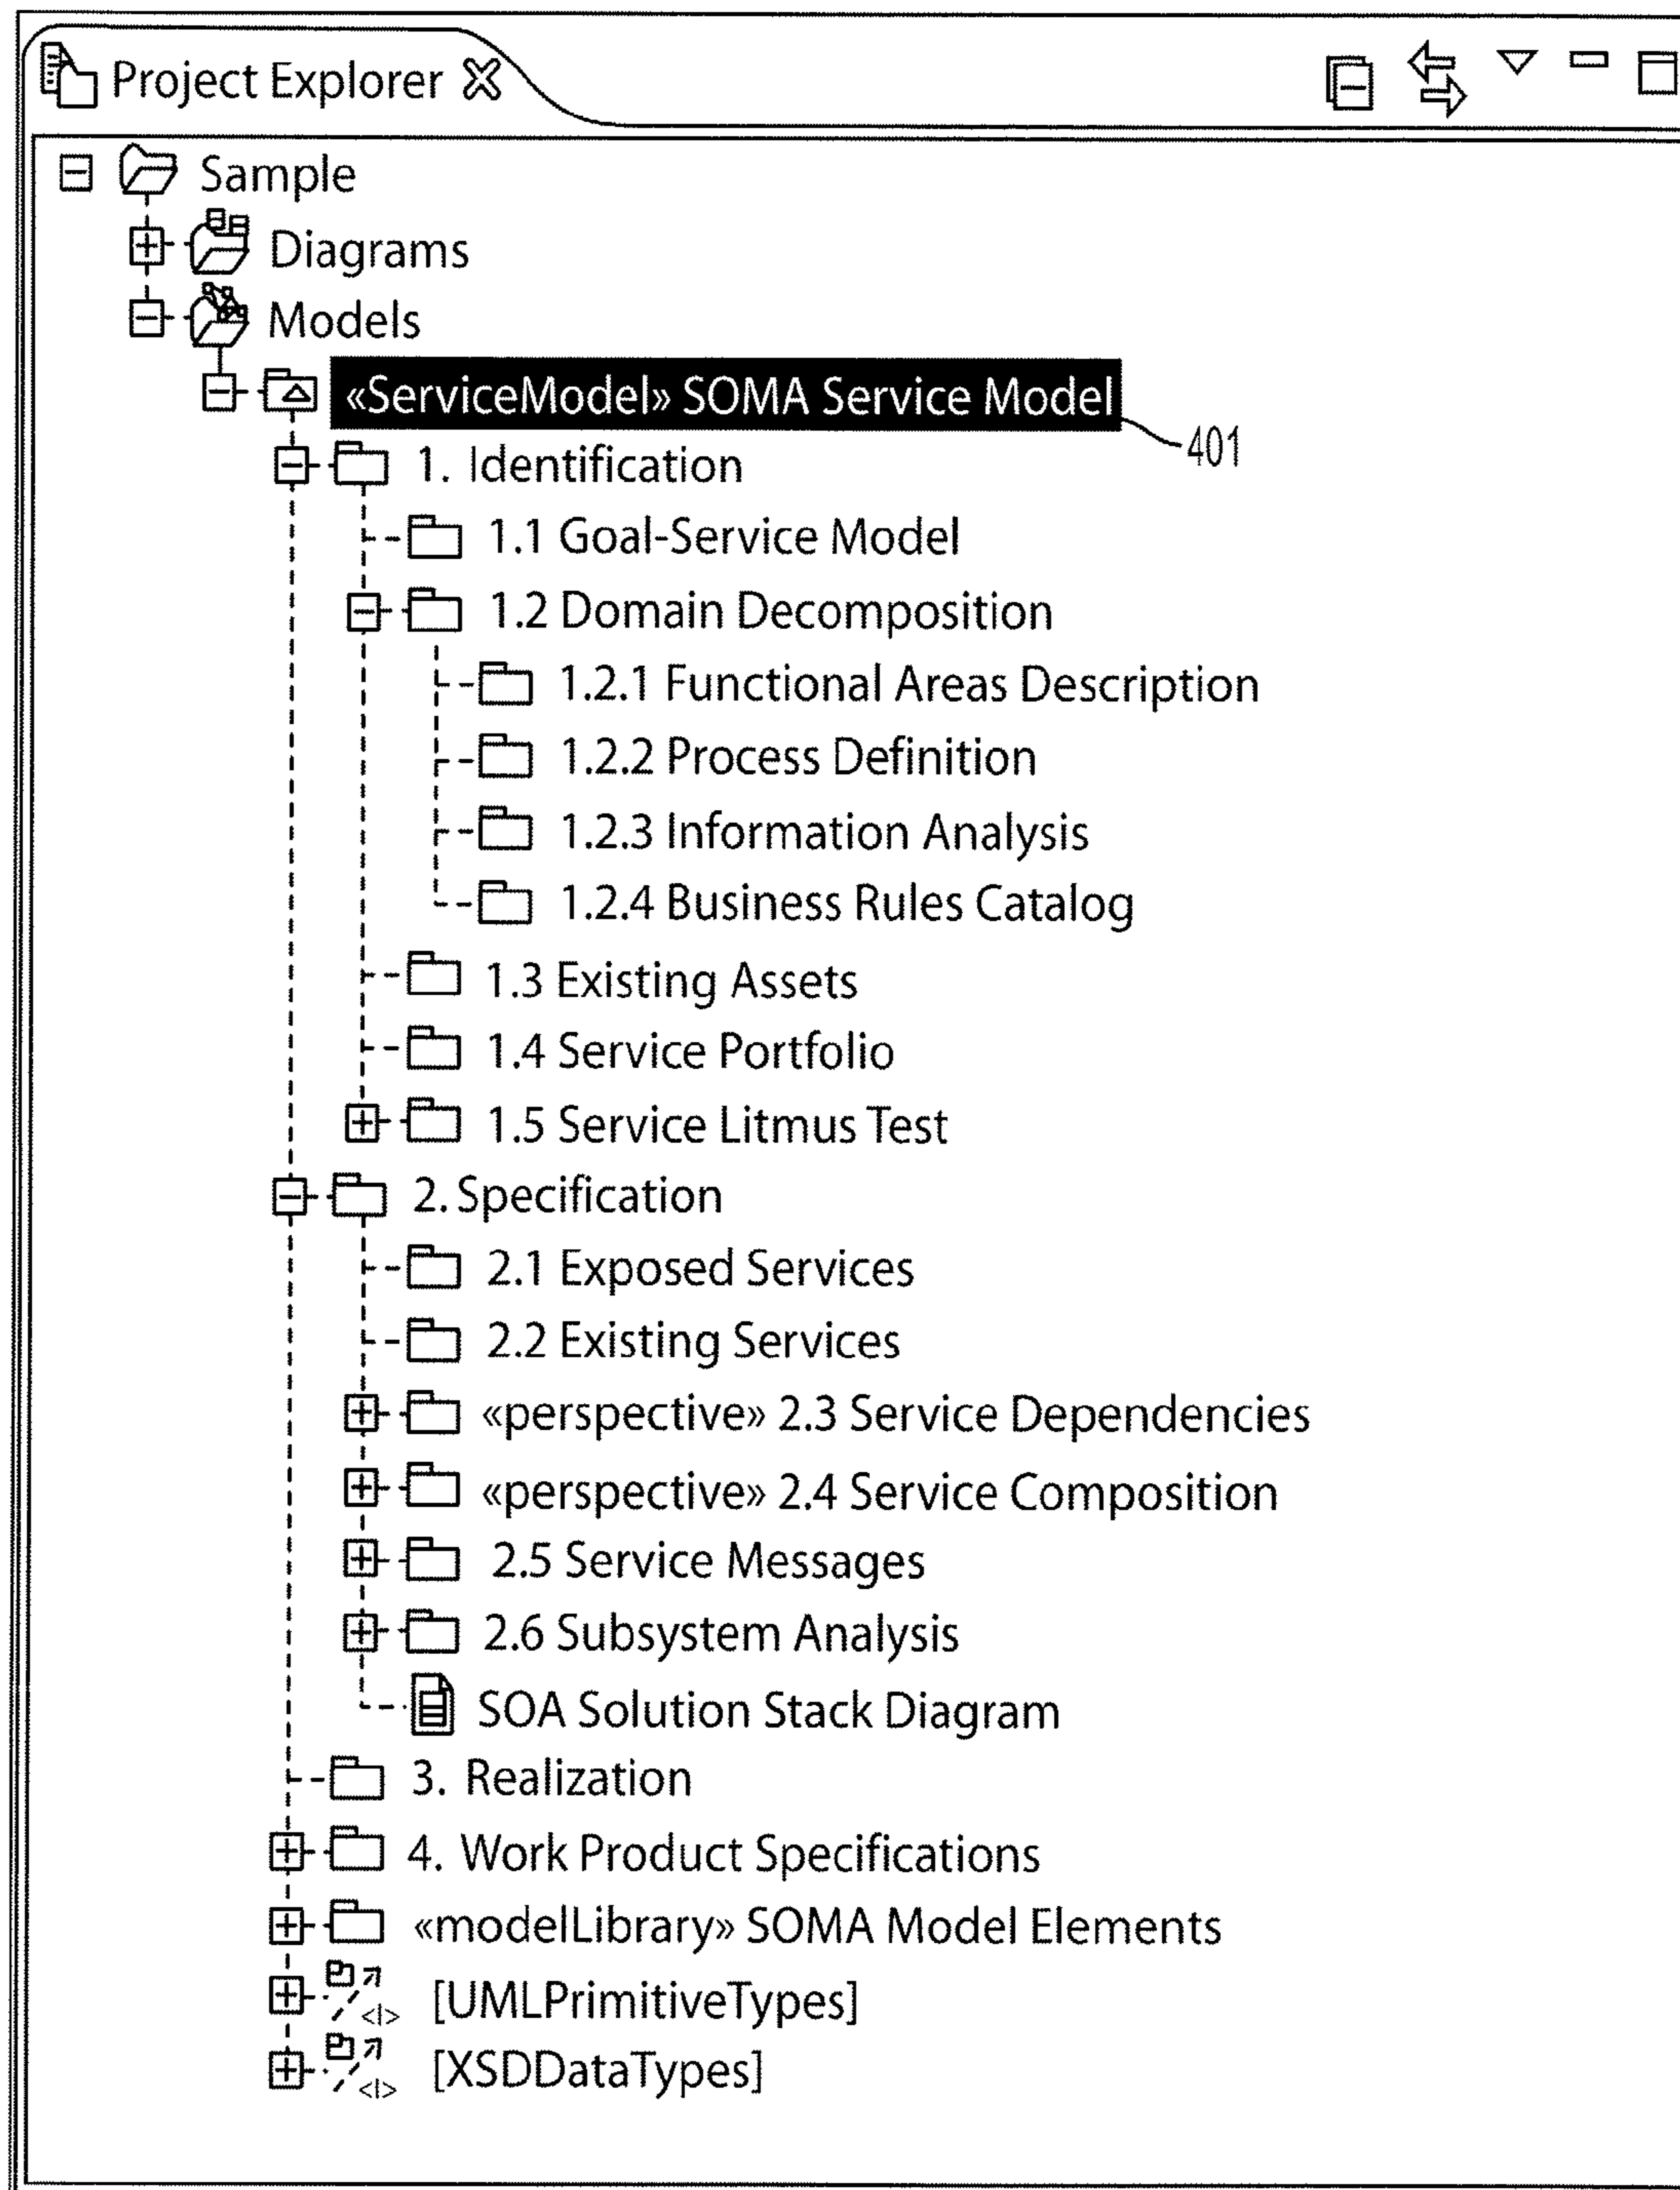 Project Explorer
Sample
Diagrams
Models
«ServiceModel» SOMA Service Model
401
1. Identification
1.1 Goal-Service Model
1.2 Domain Decomposition
1.2.1 Functional Areas Description
1.2.2 Process Definition
1.2.3 Information Analysis
1.2.4 Business Rules Catalog
1.3 Existing Assets
1.4 Service Portfolio
1.5 Service Litmus Test
2. Specification
2.1 Exposed Services
2.2 Existing Services
«perspective» 2.3 Service Dependencies
«perspective» 2.4 Service Composition
2.5 Service Messages
2.6 Subsystem Analysis
SOA Solution Stack Diagram
3. Realization
4. Work Product Specifications
«modelLibrary» SOMA Model Elements
[UMLPrimitiveTypes]
[XSDDataTypes]